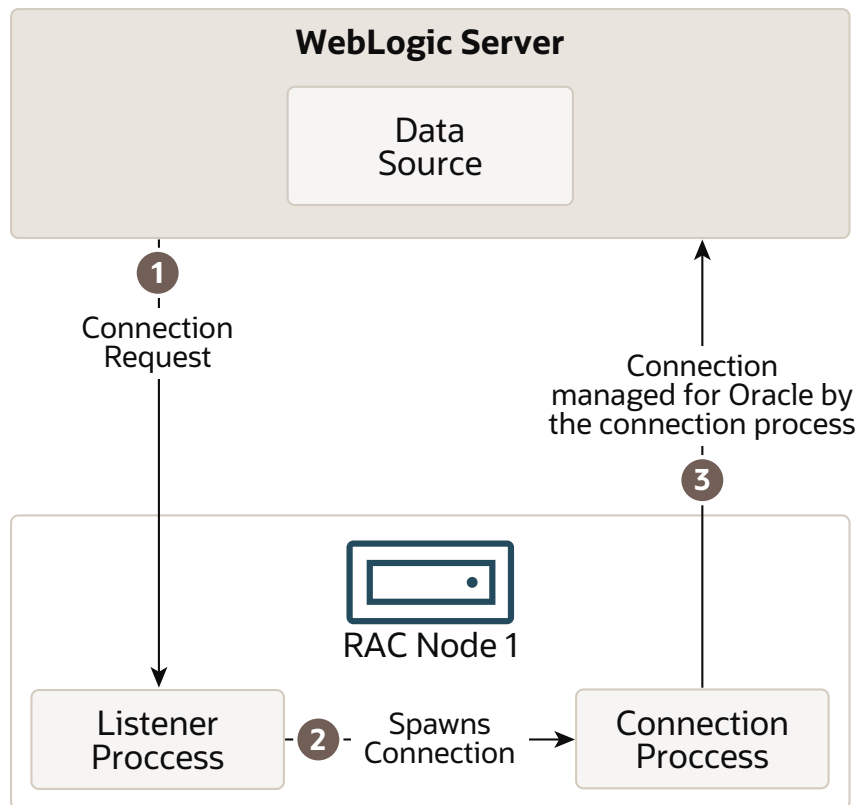 WebLogic Server
Data
Source
1
Connection
Request
Connection
managed for Oracle by
the connection process
3
RAC Node 1
Listener
Proccess
2
Spawns
Connection
Connection
Proccess